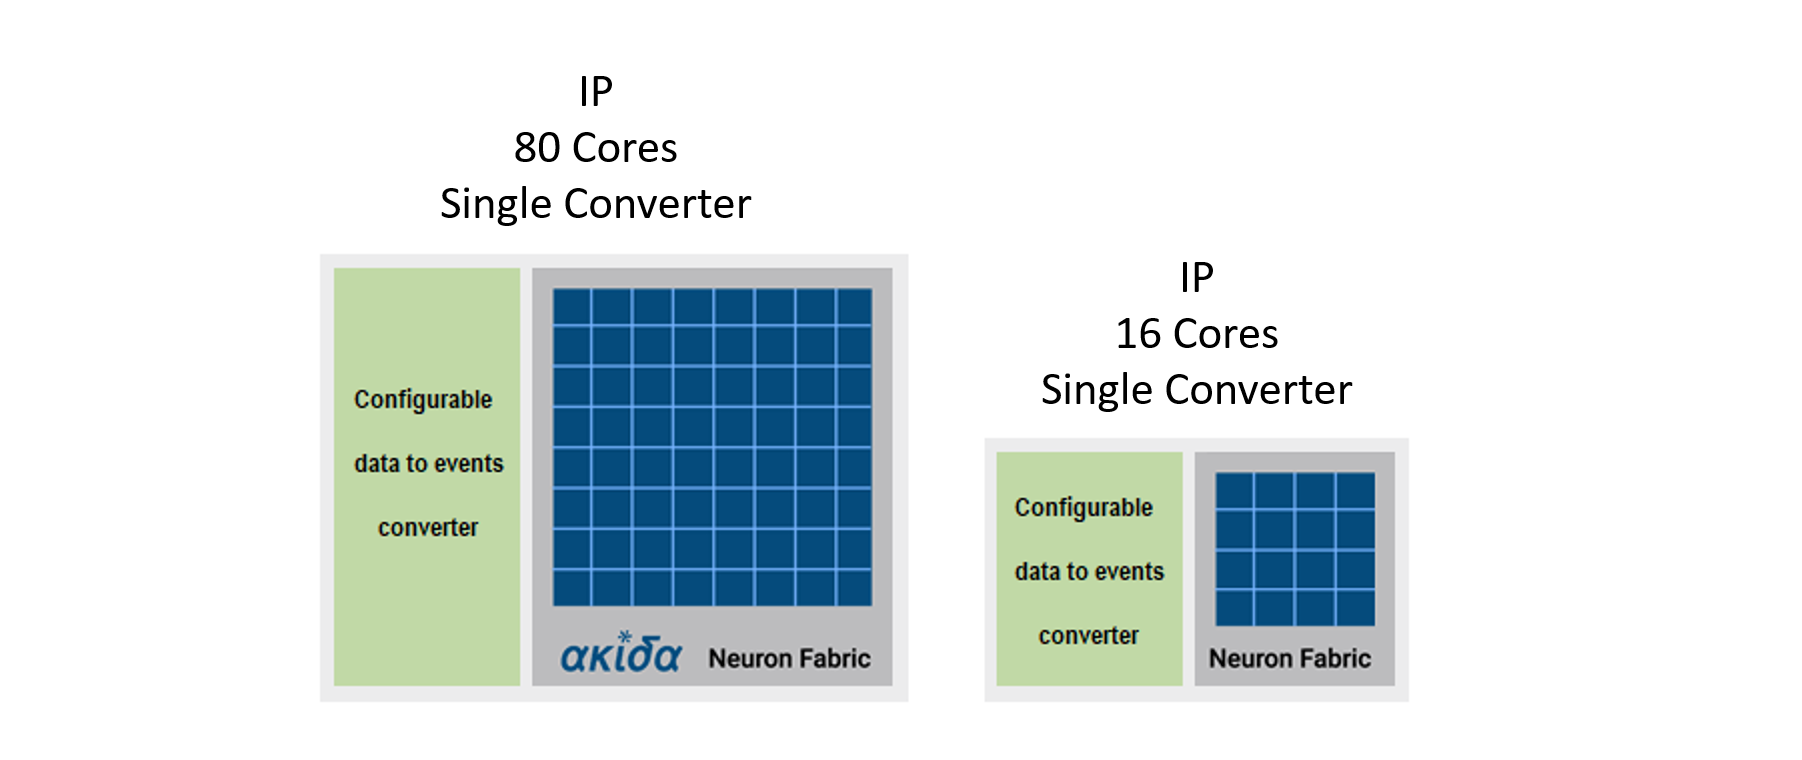 IP
80 Cores
Single Converter
Configurable
data to events
converter
ακίδα Neuron Fabric
IP
16 Cores
Single Converter
Configurable
data to events
converter
Neuron Fabric